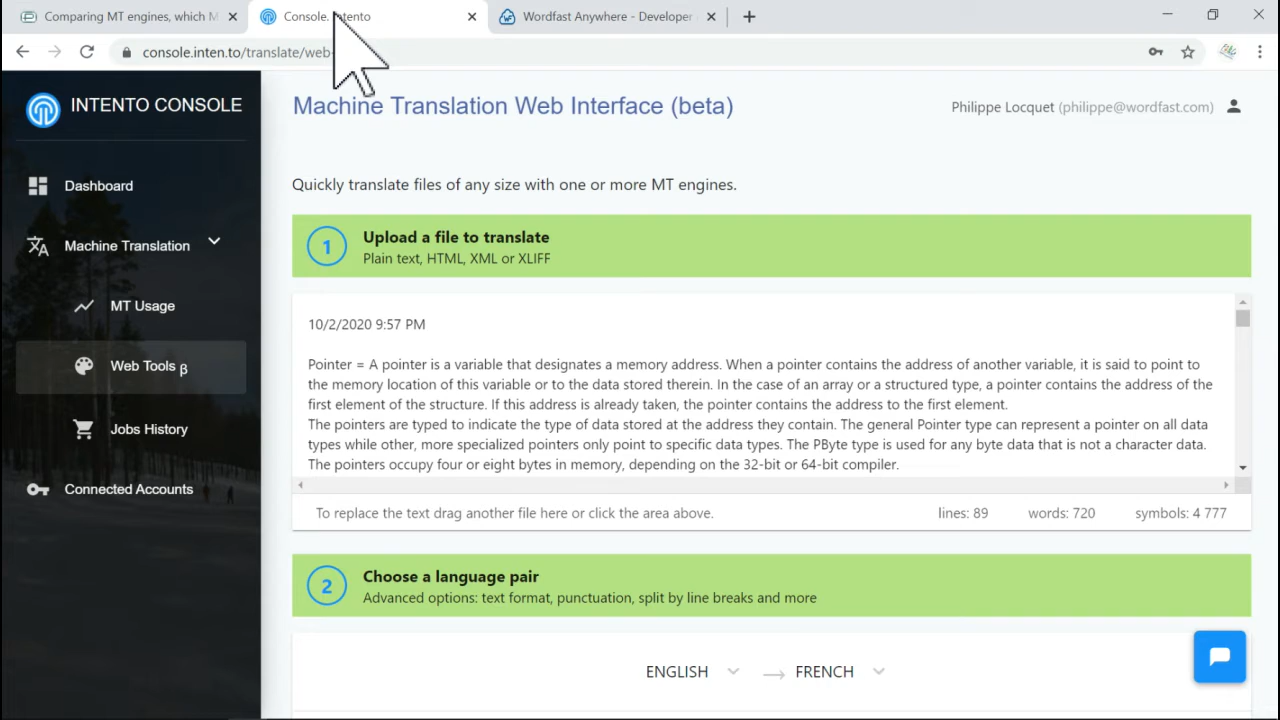 Comparing MT engines, which M
Console. Intento
Wordfast Anywhere - Developer
console.inten.to/translate/web-
INTENTO CONSOLE
Dashboard
Machine Translation
MT Usage
Web Tools β
Jobs History
Connected Accounts
Machine Translation Web Interface (beta)
Philippe Locquet (philippe@wordfast.com)
Quickly translate files of any size with one or more MT engines.
1
Upload a file to translate
Plain text, HTML, XML or XLIFF
10/2/2020 9:57 PM
Pointer = A pointer is a variable that designates a memory address. When a pointer contains the address of another variable, it is said to point to
the memory location of this variable or to the data stored therein. In the case of an array or a structured type, a pointer contains the address of the
first element of the structure. If this address is already taken, the pointer contains the address to the first element.
The pointers are typed to indicate the type of data stored at the address they contain. The general Pointer type can represent a pointer on all data
types while other, more specialized pointers only point to specific data types. The PByte type is used for any byte data that is not a character data.
The pointers occupy four or eight bytes in memory, depending on the 32-bit or 64-bit compiler.
To replace the text drag another file here or click the area above.
lines: 89
words: 720
symbols: 4 777
2
Choose a language pair
Advanced options: text format, punctuation, split by line breaks and more
ENGLISH
FRENCH